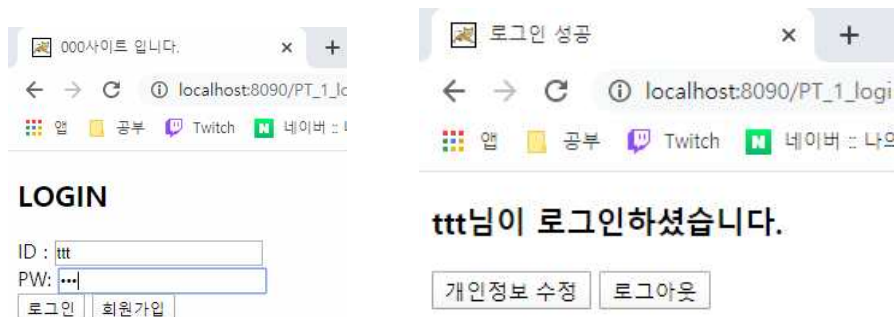 000사이트 입니다.
localhost:8090/PT_1_lo
앱 공부 Twitch N 네이버 ::
LOGIN
ID : ttt
PW: •••
로그인 회원가입
로그인 성공
localhost:8090/PT_1_logi
앱 공부 Twitch N 네이버 :: 나의
ttt님이 로그인하셨습니다.
개인정보 수정 로그아웃